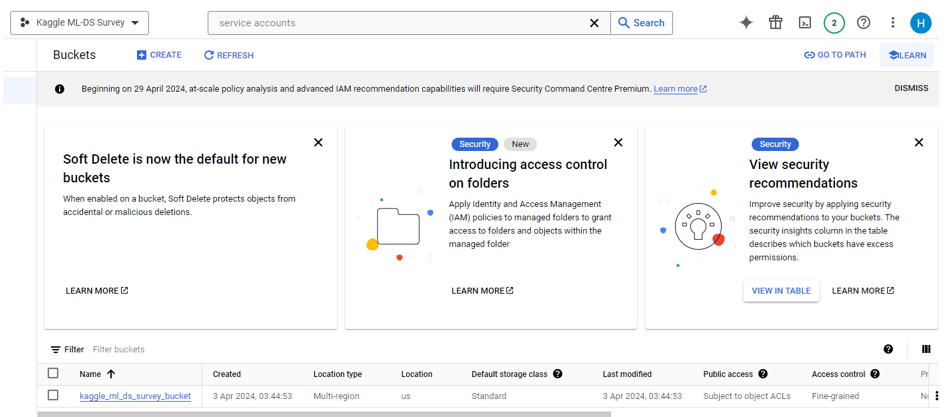 Kaggle ML-DS Survey
service accounts
Search
2
H
Buckets
CREATE
REFRESH
GO TO PATH
LEARN
Beginning on 29 April 2024, at-scale policy analysis and advanced IAM recommendation capabilities will require Security Command Centre Premium. Learn more
DISMISS
Soft Delete is now the default for new
buckets
When enabled on a bucket, Soft Delete protects objects from
accidental or malicious deletions.
LEARN MORE
Security New
Introducing access control
on folders
Apply Identity and Access Management
(IAM) policies to managed folders to grant
access to folders and objects within the
managed folder
LEARN MORE
Security
View security
recommendations
Improve security by applying security
recommendations to your buckets. The
security insights column in the table
describes which buckets have excess
permissions.
VIEW IN TABLE LEARN MORE
Filter Filter buckets
Name Created Location type Location Default storage class Last modified Public access Access control
kaggle_ml_ds_survey_bucket 3 Apr 2024, 03:44:53 Multi-region us Standard 3 Apr 2024, 03:44:53 Subject to object ACLs Fine-grained